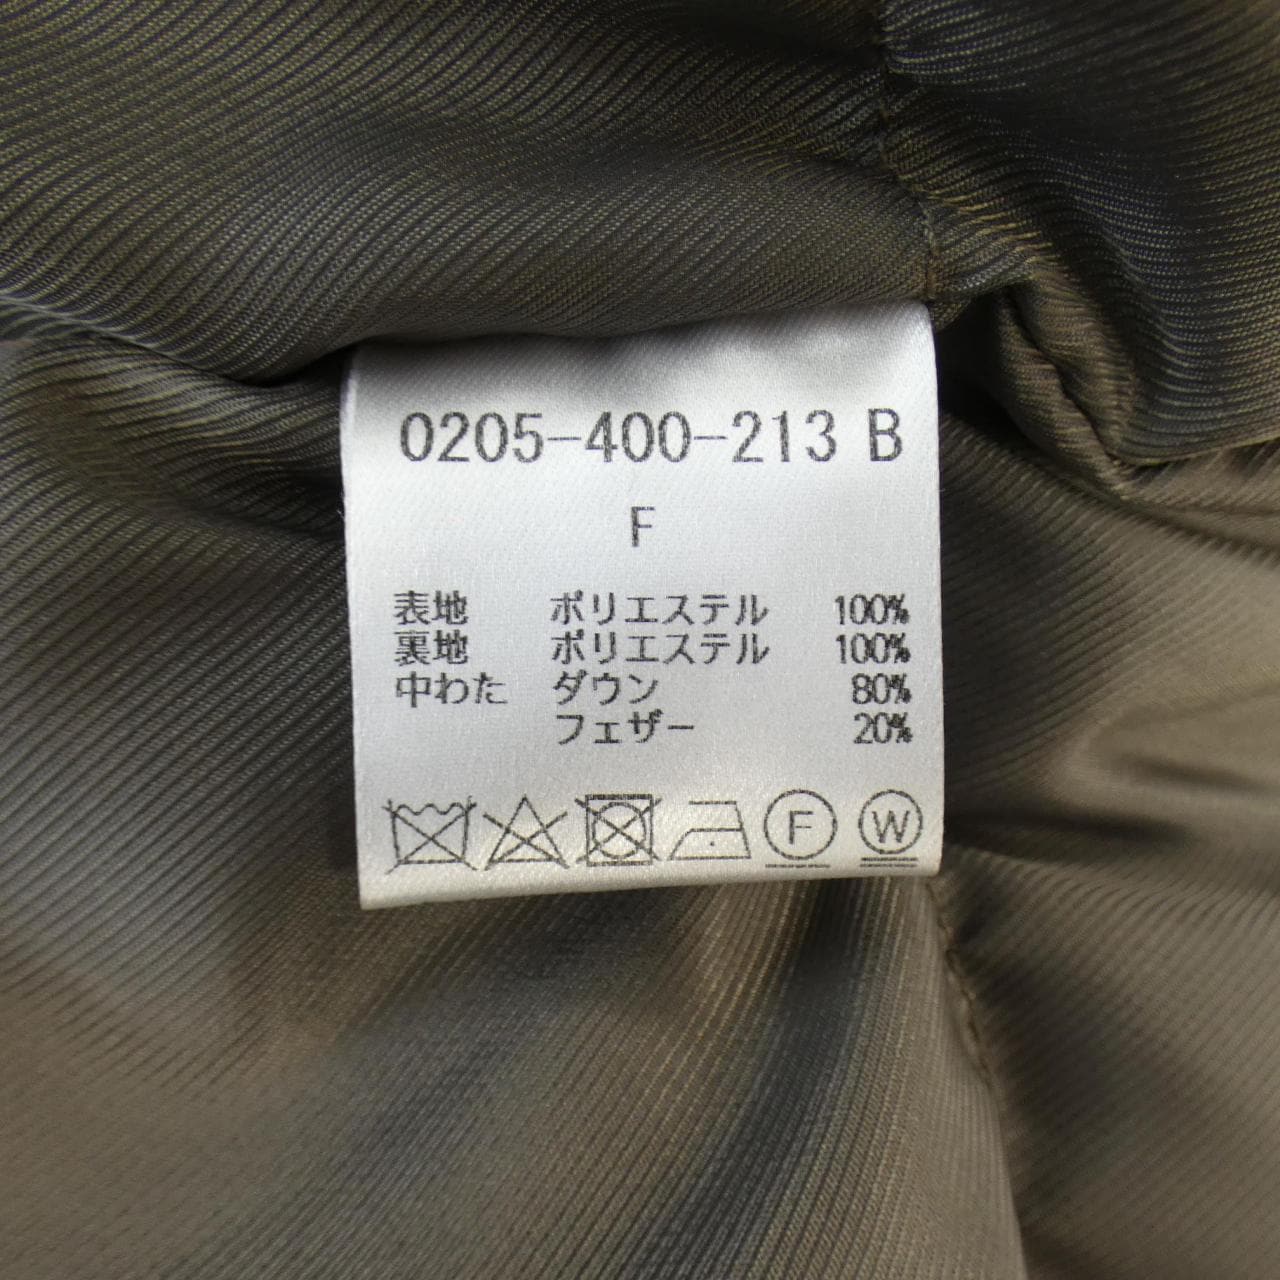 0205-400-213 B
F
表地 ポリエステル 100%
裏地 ポリエステル 100%
中わた ダウン 80%
フェザー 20%
F W